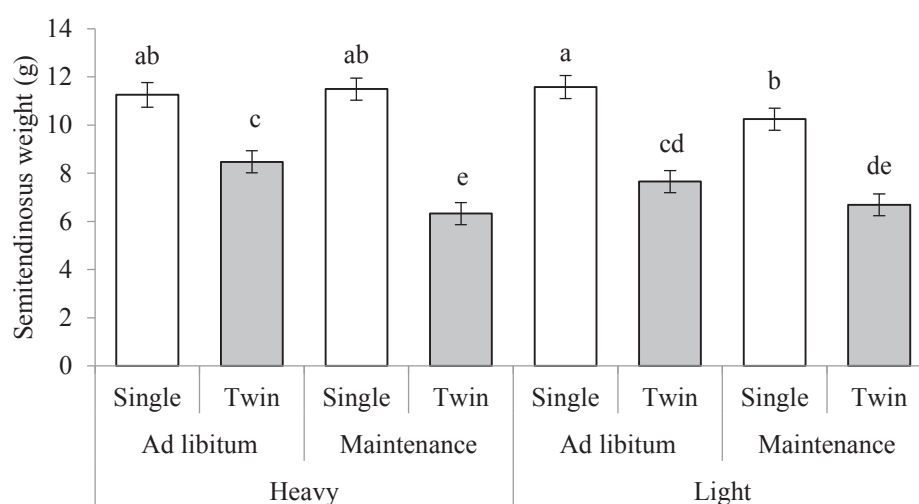 Semitendinosus weight (g)
14
12
10
8
6
4
2
0
ab
c
ab
e
a
cd
b
de
Single Twin Single Twin Single Twin Single Twin
Ad libitum Maintenance Ad libitum Maintenance
Heavy Light